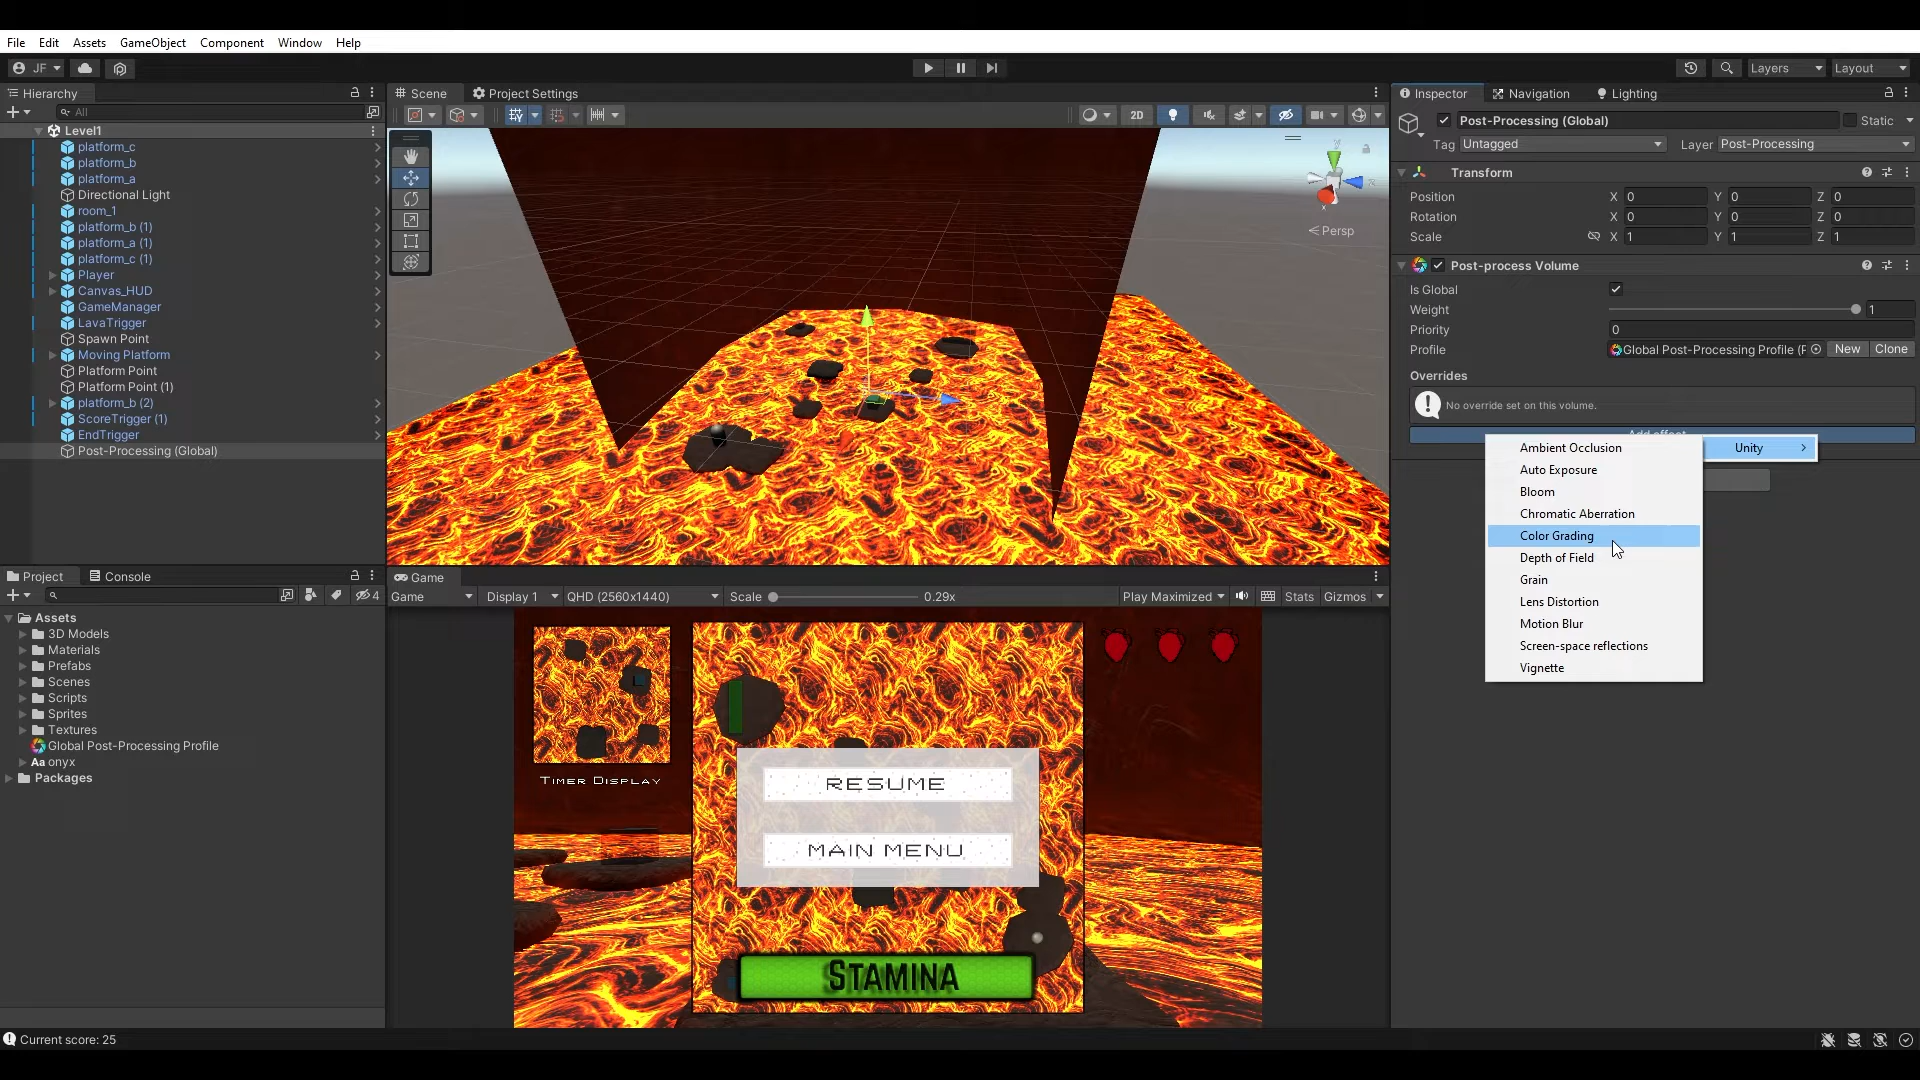 File Edit Assets GameObject Component Window Help
JF
Layers Layout
Hierarchy
All
Level1
platform_c
platform_b
platform_a
Directional Light
room_1
platform_b (1)
platform_a (1)
platform_c (1)
Player
Canvas_HUD
GameManager
LavaTrigger
Spawn Point
Moving Platform
Platform Point
Platform Point (1)
platform_b (2)
ScoreTrigger (1)
EndTrigger
Post-Processing (Global)
Scene Project Settings
2D
y
x
Persp
Inspector Navigation Lighting
Post-Processing (Global) Static
Tag Untagged Layer Post-Processing
Transform
Position X 0 Y 0 Z 0
Rotation X 0 Y 0 Z 0
Scale X 1 Y 1 Z 1
Post-process Volume
Is Global
Weight 1
Priority 0
Profile Global Post-Processing Profile (P New Clone
Overrides
No override set on this volume.
Add effect
Unity
Ambient Occlusion
Auto Exposure
Bloom
Chromatic Aberration
Color Grading
Depth of Field
Grain
Lens Distortion
Motion Blur
Screen-space reflections
Vignette
Project Console
4
Assets
3D Models
Materials
Prefabs
Scenes
Scripts
Sprites
Textures
Global Post-Processing Profile
Aa onyx
Packages
Game
Game Display 1 QHD (2560x1440) Scale 0.29x Play Maximized Stats Gizmos
Timer Display
RESUME
MAIN MENU
STAMINA
Current score: 25